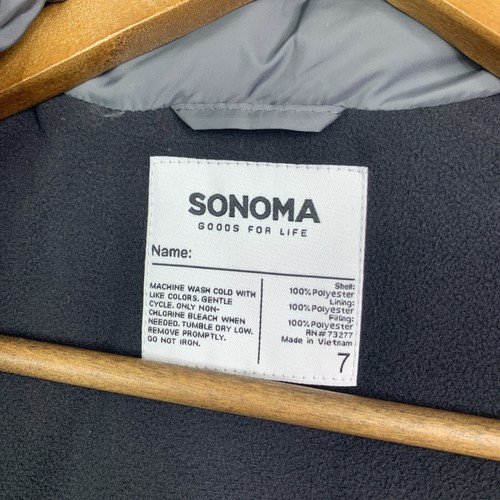 SONOMA
GOODS FOR LIFE
Name:
MACHINE WASH COLD WITH
LIKE COLORS. GENTLE
CYCLE. ONLY NON-
CHLORINE BLEACH WHEN
NEEDED. TUMBLE DRY LOW.
REMOVE PROMPTLY.
DO NOT IRON.
Shell:
100% Polyester
Lining:
100% Polyester
Filling:
100% Polyester
RN# 73277
Made in Vietnam
7